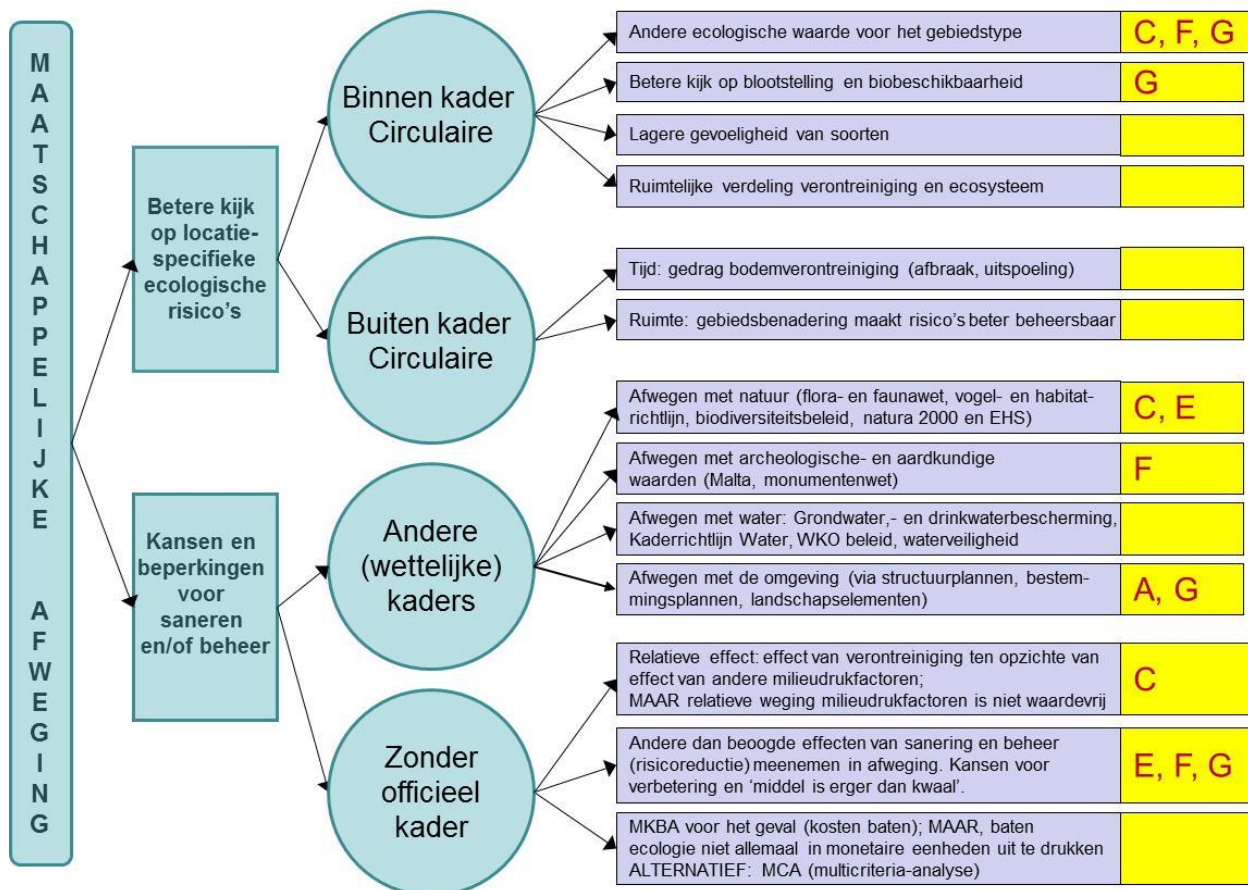 MAATSCHAPPELIJKE AFWEGING
Betere kijk
op locatie-
specifieke
ecologische
risico's
Kansen en
beperkingen
voor
saneren
en/of beheer
Binnen kader
Circulaire
Buiten kader
Circulaire
Andere
(wettelijke)
kaders
Zonder
officieel
kader
Andere ecologische waarde voor het gebiedstype
C, F, G
Betere kijk op blootstelling en biobeschikbaarheid
G
Lagere gevoeligheid van soorten
Ruimtelijke verdeling verontreiniging en ecosysteem
Tijd: gedrag bodemverontreiniging (afbraak, uitspoeling)
Ruimte: gebiedsbenadering maakt risico's beter beheersbaar
Afwegen met natuur (flora- en faunawet, vogel- en habitat-
richtlijn, biodiversiteitsbeleid, natura 2000 en EHS)
C, E
Afwegen met archeologische- en aardkundige
waarden (Malta, monumentenwet)
F
Afwegen met water: Grondwater,- en drinkwaterbescherming,
Kaderrichtlijn Water, WKO beleid, waterveiligheid
Afwegen met de omgeving (via structuurplannen, bestem-
mingsplannen, landschapselementen)
A, G
Relatieve effect: effect van verontreiniging ten opzichte van
effect van andere milieudrukfactoren;
MAAR relatieve weging milieudrukfactoren is niet waardevrij
C
Andere dan beoogde effecten van sanering en beheer
(risicoreductie) meenemen in afweging. Kansen voor
verbetering en 'middel is erger dan kwaal'.
E, F, G
MKBA voor het geval (kosten baten); MAAR, baten
ecologie niet allemaal in monetaire eenheden uit te drukken
ALTERNATIEF: MCA (multicriteria-analyse)